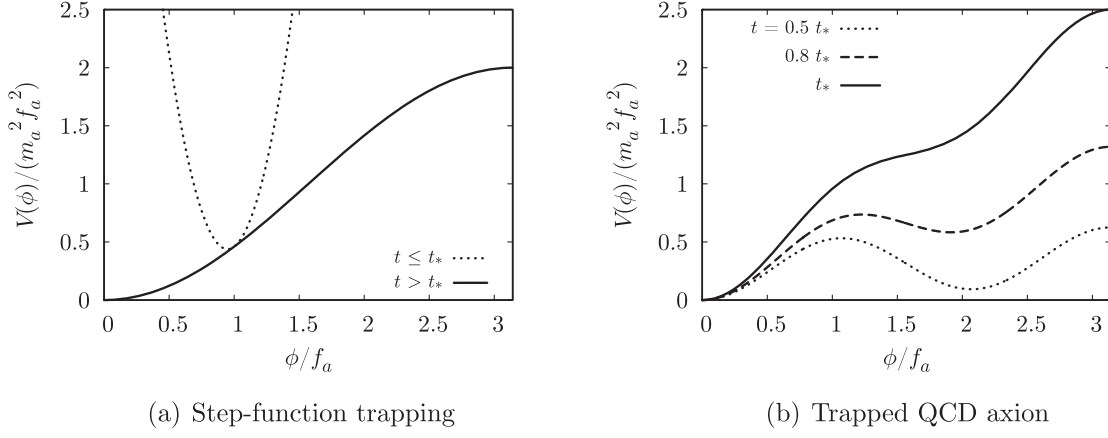 2.5
2
1.5
1
0.5
0
V(ϕ)/(m_a^2 f_a^2)
t ≤ t_*
t > t_*
0 0.5 1 1.5 2 2.5 3
ϕ/f_a
(a) Step-function trapping
2.5
2
1.5
1
0.5
0
V(ϕ)/(m_a^2 f_a^2)
t = 0.5 t_*
0.8 t_*
t_*
0 0.5 1 1.5 2 2.5 3
ϕ/f_a
(b) Trapped QCD axion